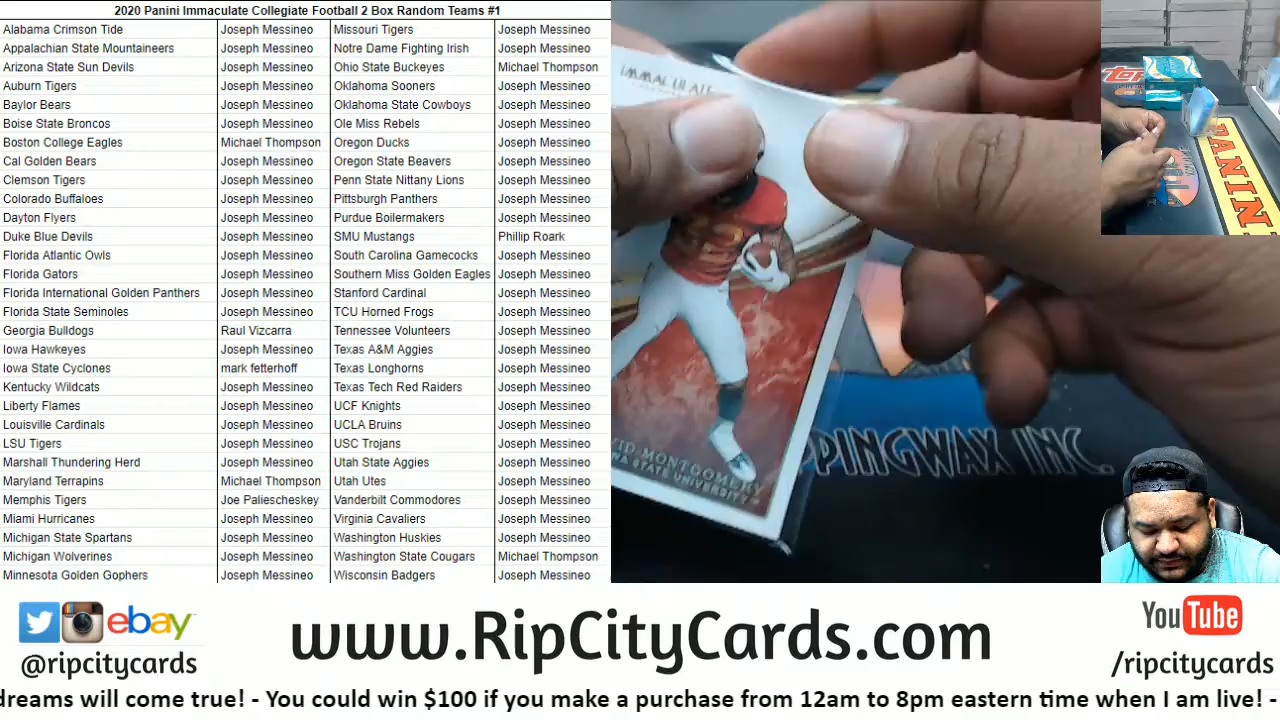 2020 Panini Immaculate Collegiate Football 2 Box Random Teams #1
Alabama Crimson Tide Joseph Messineo Missouri Tigers Joseph Messineo
Appalachian State Mountaineers Joseph Messineo Notre Dame Fighting Irish Joseph Messineo
Arizona State Sun Devils Joseph Messineo Ohio State Buckeyes Michael Thompson
Auburn Tigers Joseph Messineo Oklahoma Sooners Joseph Messineo
Baylor Bears Joseph Messineo Oklahoma State Cowboys Joseph Messineo
Boise State Broncos Joseph Messineo Ole Miss Rebels Joseph Messineo
Boston College Eagles Michael Thompson Oregon Ducks Joseph Messineo
Cal Golden Bears Joseph Messineo Oregon State Beavers Joseph Messineo
Clemson Tigers Joseph Messineo Penn State Nittany Lions Joseph Messineo
Colorado Buffaloes Joseph Messineo Pittsburgh Panthers Joseph Messineo
Dayton Flyers Joseph Messineo Purdue Boilermakers Joseph Messineo
Duke Blue Devils Joseph Messineo SMU Mustangs Phillip Roark
Florida Atlantic Owls Joseph Messineo South Carolina Gamecocks Joseph Messineo
Florida Gators Joseph Messineo Southern Miss Golden Eagles Joseph Messineo
Florida International Golden Panthers Joseph Messineo Stanford Cardinal Joseph Messineo
Florida State Seminoles Joseph Messineo TCU Horned Frogs Joseph Messineo
Georgia Bulldogs Raul Vizcarra Tennessee Volunteers Joseph Messineo
Iowa Hawkeyes Joseph Messineo Texas A&M Aggies Joseph Messineo
Iowa State Cyclones mark fetterhoff Texas Longhorns Joseph Messineo
Kentucky Wildcats Joseph Messineo Texas Tech Red Raiders Joseph Messineo
Liberty Flames Joseph Messineo UCF Knights Joseph Messineo
Louisville Cardinals Joseph Messineo UCLA Bruins Joseph Messineo
LSU Tigers Joseph Messineo USC Trojans Joseph Messineo
Marshall Thundering Herd Joseph Messineo Utah State Aggies Joseph Messineo
Maryland Terrapins Michael Thompson Utah Utes Joseph Messineo
Memphis Tigers Joe Paliescheskey Vanderbilt Commodores Joseph Messineo
Miami Hurricanes Joseph Messineo Virginia Cavaliers Joseph Messineo
Michigan State Spartans Joseph Messineo Washington Huskies Joseph Messineo
Michigan Wolverines Joseph Messineo Washington State Cougars Michael Thompson
Minnesota Golden Gophers Joseph Messineo Wisconsin Badgers Joseph Messineo
VID MONTGOMERY
STATE UNIVERSITY
PPINGWAX INC.
PANINI
ebay
@ripcitycards
www.RipCityCards.com
YouTube
/ripcitycards
dreams will come true! - You could win $100 if you make a purchase from 12am to 8pm eastern time when I am live! -